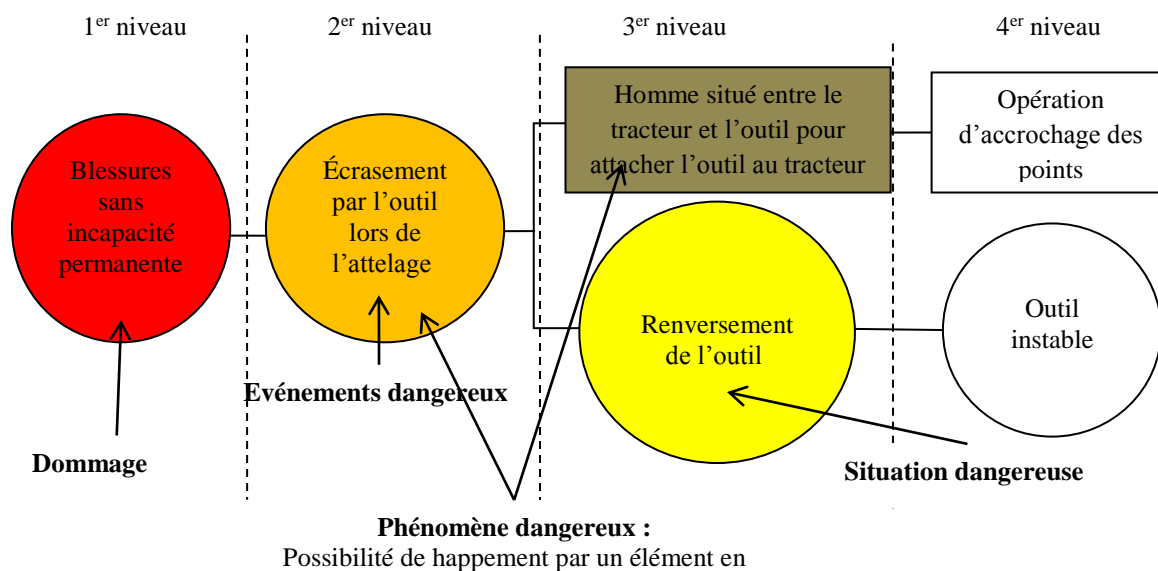 1er niveau
2er niveau
3er niveau
4er niveau
Blessures
sans
incapacité
permanente
Écrasement
par l’outil
lors de
l’attelage
Homme situé entre le
tracteur et l’outil pour
attacher l’outil au tracteur
Opération
d’accrochage des
points
Renversement
de l’outil
Outil
instable
Evénements dangereux
Dommage
Situation dangereuse
Phénomène dangereux :
Possibilité de happement par un élément en